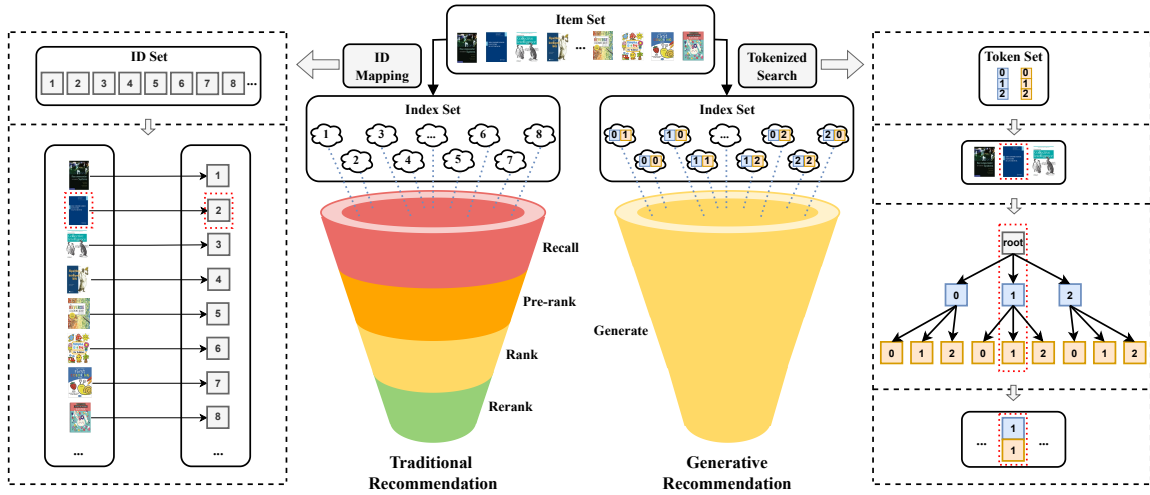 Item Set
...
ID Set
1 2 3 4 5 6 7 8 ...
ID
Mapping
Tokenized
Search
Token Set
0 0
1 1
2 2
Index Set
1 3 ... 6 8
2 4 5 7
Index Set
0 1 1 0 ... 0 2 2 0
0 0 1 1 1 2 2 2
1
2
3
4
5
6
7
8
... ...
Recall
Pre-rank
Rank
Rerank
Traditional
Recommendation
Generate
Generative
Recommendation
root
0 1 2
0 1 2 0 1 2 0 1 2
... 1 ...
1